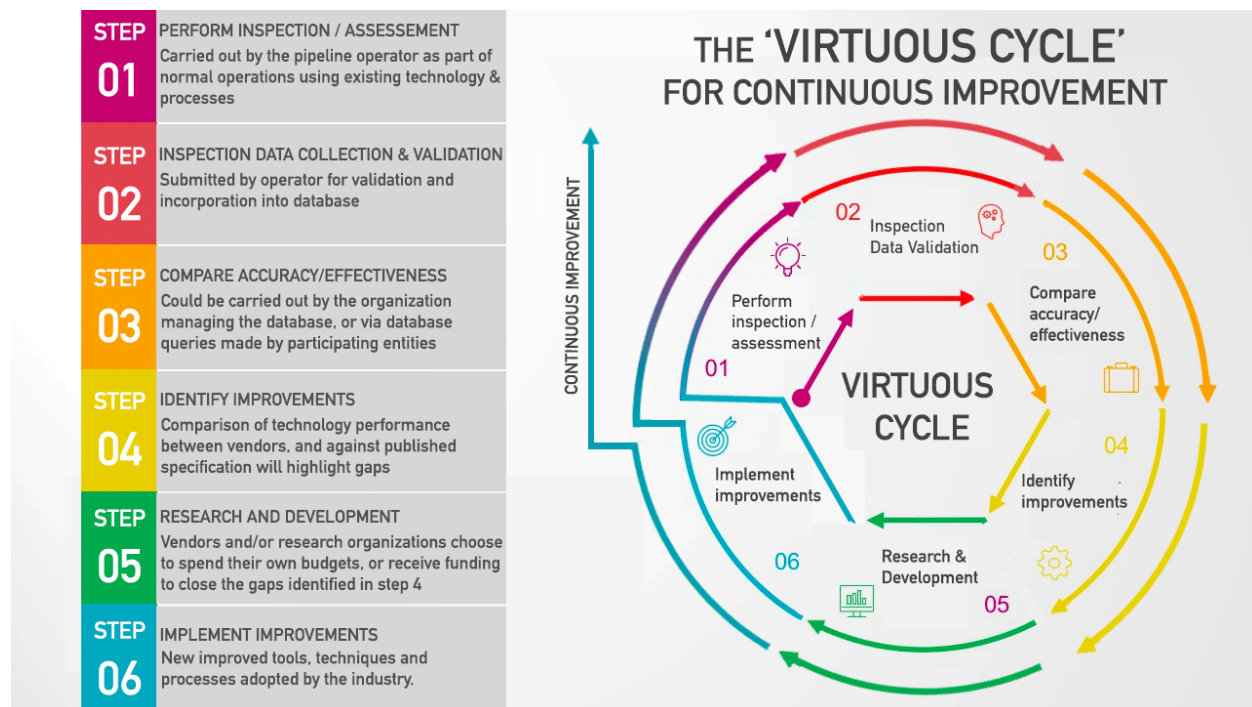 STEP
01
PERFORM INSPECTION / ASSESSEMENT
Carried out by the pipeline operator as part of
normal operations using existing technology &
processes
STEP
02
INSPECTION DATA COLLECTION & VALIDATION
Submitted by operator for validation and
incorporation into database
STEP
03
COMPARE ACCURACY/EFFECTIVENESS
Could be carried out by the organization
managing the database, or via database
queries made by participating entities
STEP
04
IDENTIFY IMPROVEMENTS
Comparison of technology performance
between vendors, and against published
specification will highlight gaps
STEP
05
RESEARCH AND DEVELOPMENT
Vendors and/or research organizations choose
to spend their own budgets, or receive funding
to close the gaps identified in step 4
STEP
06
IMPLEMENT IMPROVEMENTS
New improved tools, techniques and
processes adopted by the industry.
THE ‘VIRTUOUS CYCLE’
FOR CONTINUOUS IMPROVEMENT
CONTINUOUS IMPROVEMENT
01
Perform
inspection /
assessment
02
Inspection
Data Validation
03
Compare
accuracy/
effectiveness
04
Identify
improvements
05
Research &
Development
06
Implement
improvements
VIRTUOUS
CYCLE